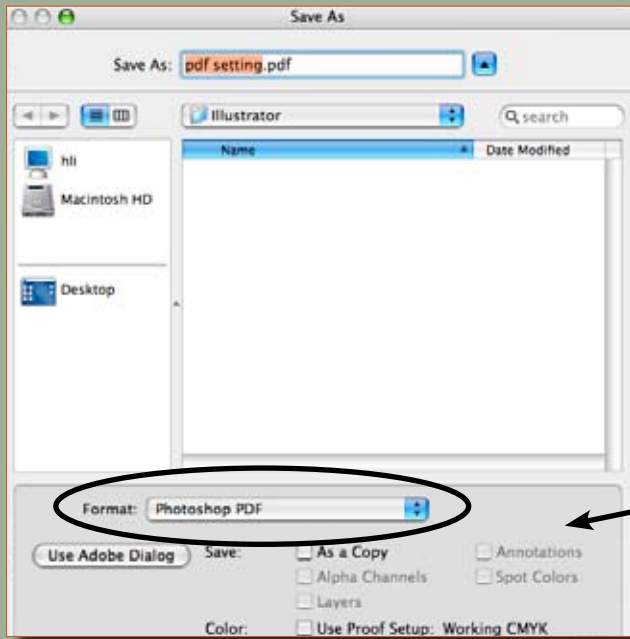 Save As
Save As: pdf setting.pdf
Illustrator
search
Name Date Modified
hli
Macintosh HD
Desktop
Format: Photoshop PDF
Use Adobe Dialog Save: As a Copy Annotations
Alpha Channels Spot Colors
Layers
Color: Use Proof Setup: Working CMYK